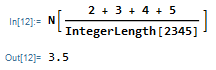 In[12]:= N[(2 + 3 + 4 + 5)/IntegerLength[2345]]
Out[12]= 3.5